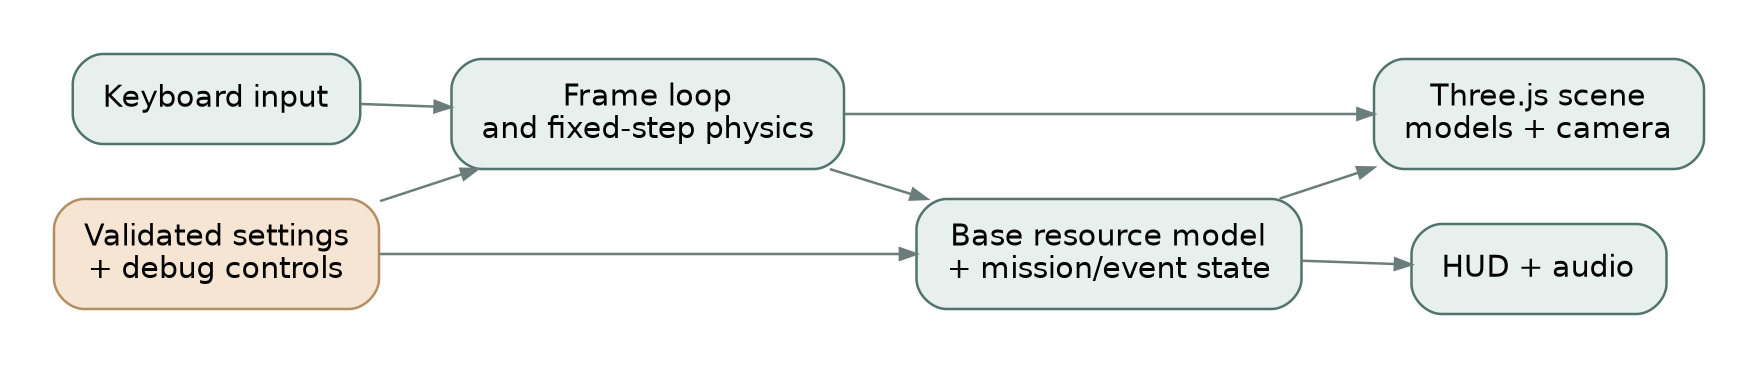 Keyboard input
Frame loop
and fixed-step physics
Three.js scene
models + camera
Validated settings
+ debug controls
Base resource model
+ mission/event state
HUD + audio